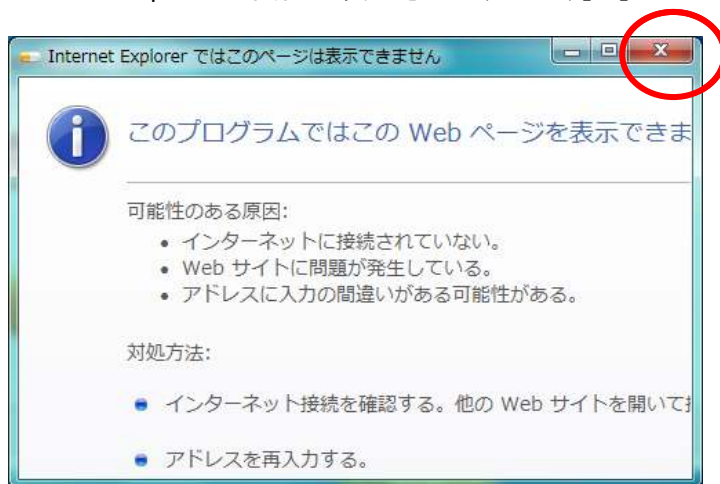 Internet Explorer ではこのページは表示できません
このプログラムではこの Web ページを表示できま
可能性のある原因:
• インターネットに接続されていない。
• Web サイトに問題が発生している。
• アドレスに入力の間違いがある可能性がある。
対処方法:
インターネット接続を確認する。他の Web サイトを開いて
アドレスを再入力する。